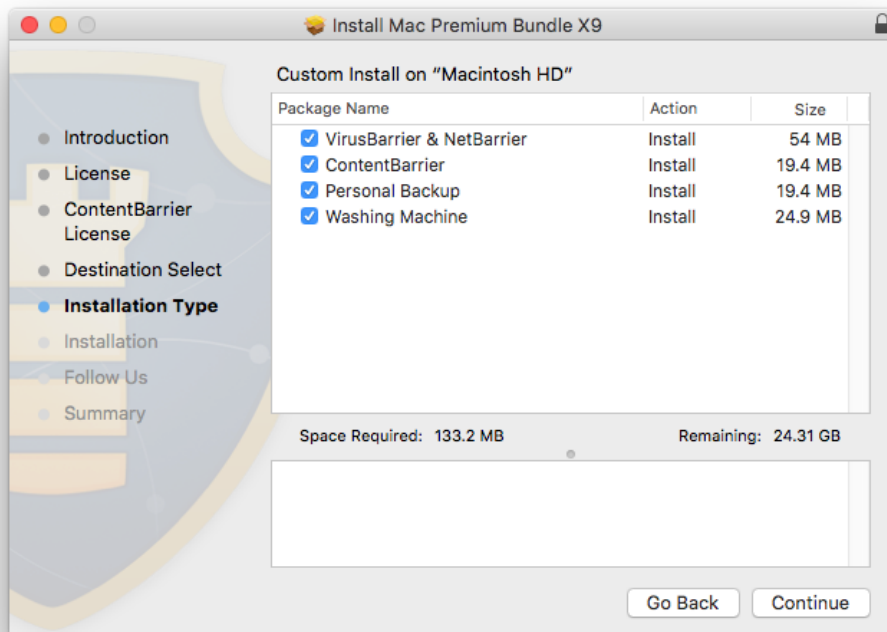 Install Mac Premium Bundle X9
Introduction
License
ContentBarrier
License
Destination Select
Installation Type
Installation
Follow Us
Summary
Custom Install on “Macintosh HD”
Package Name Action Size
VirusBarrier & NetBarrier Install 54 MB
ContentBarrier Install 19.4 MB
Personal Backup Install 19.4 MB
Washing Machine Install 24.9 MB
Space Required: 133.2 MB Remaining: 24.31 GB
Go Back Continue